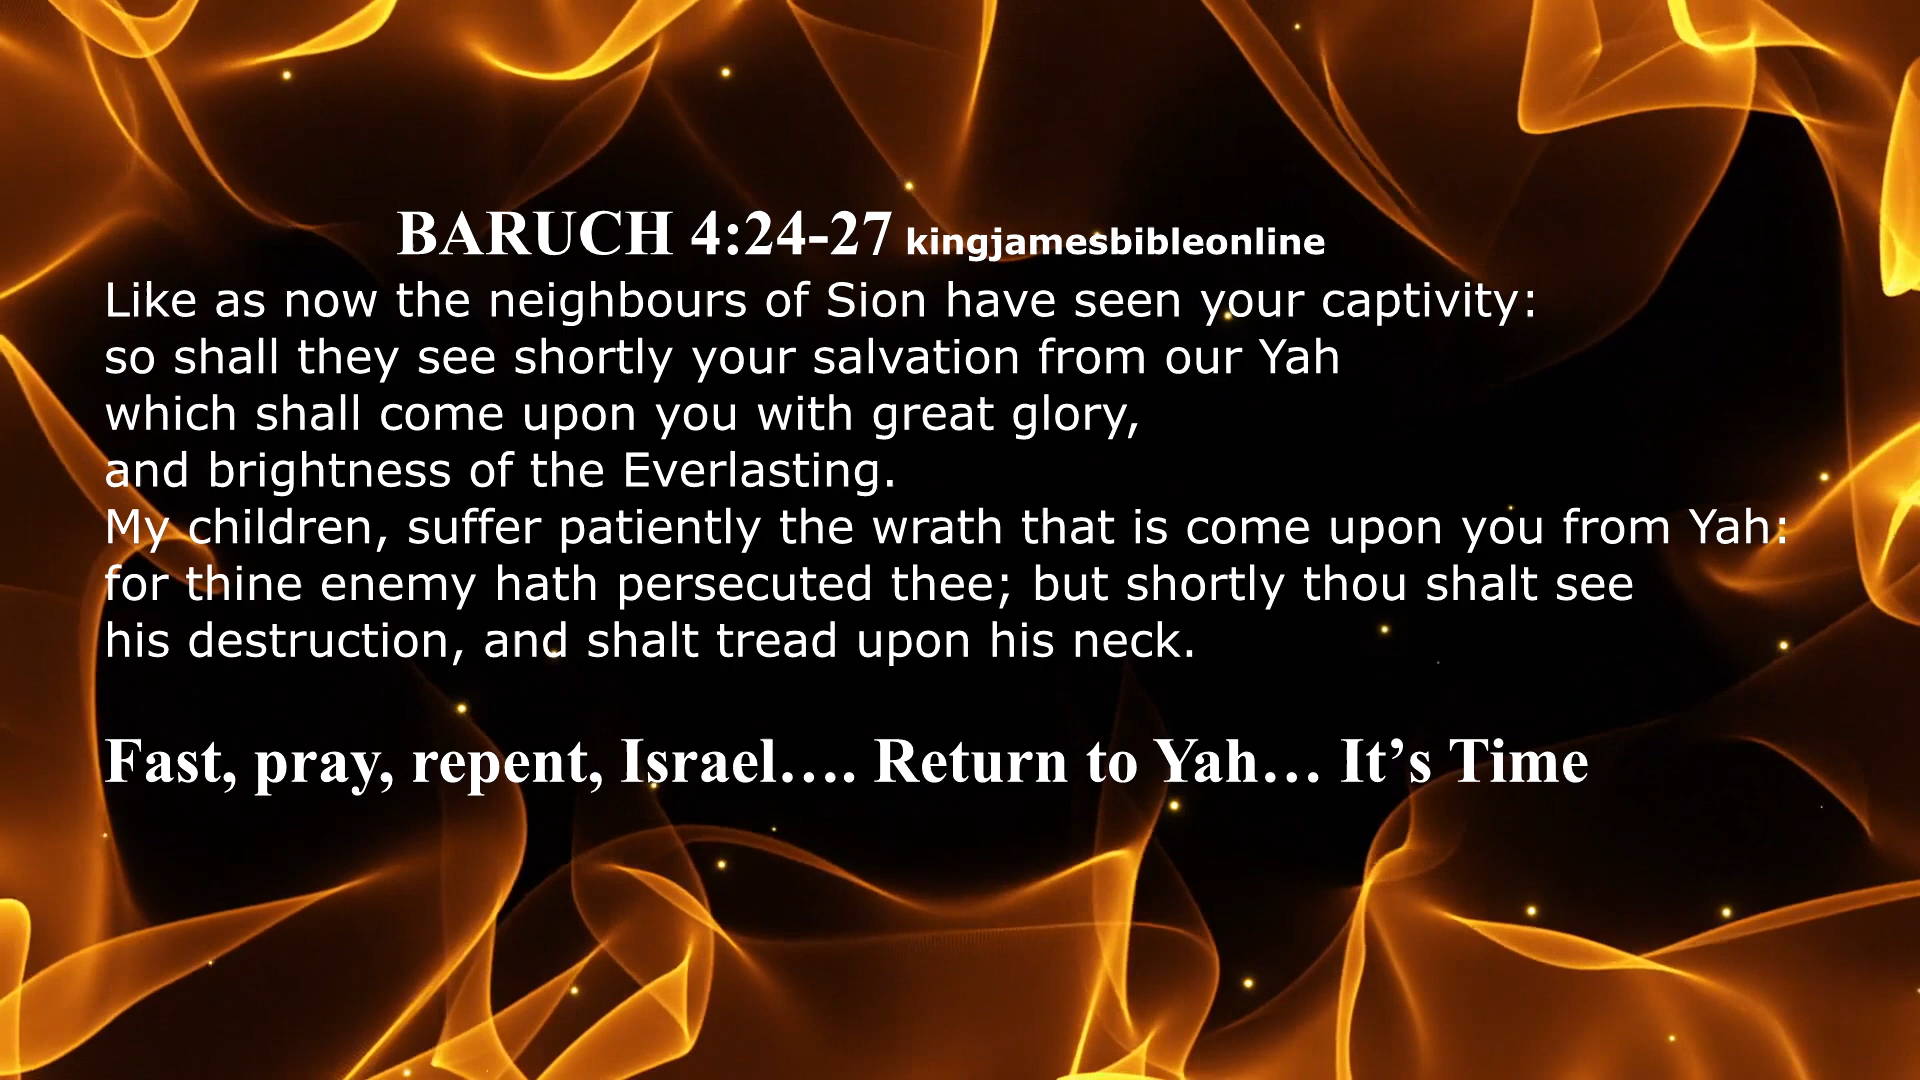 BARUCH 4:24-27 kingjamesbibleonline
Like as now the neighbours of Sion have seen your captivity:
so shall they see shortly your salvation from our Yah
which shall come upon you with great glory,
and brightness of the Everlasting.
My children, suffer patiently the wrath that is come upon you from Yah:
for thine enemy hath persecuted thee; but shortly thou shalt see
his destruction, and shalt tread upon his neck.
Fast, pray, repent, Israel…. Return to Yah… It’s Time